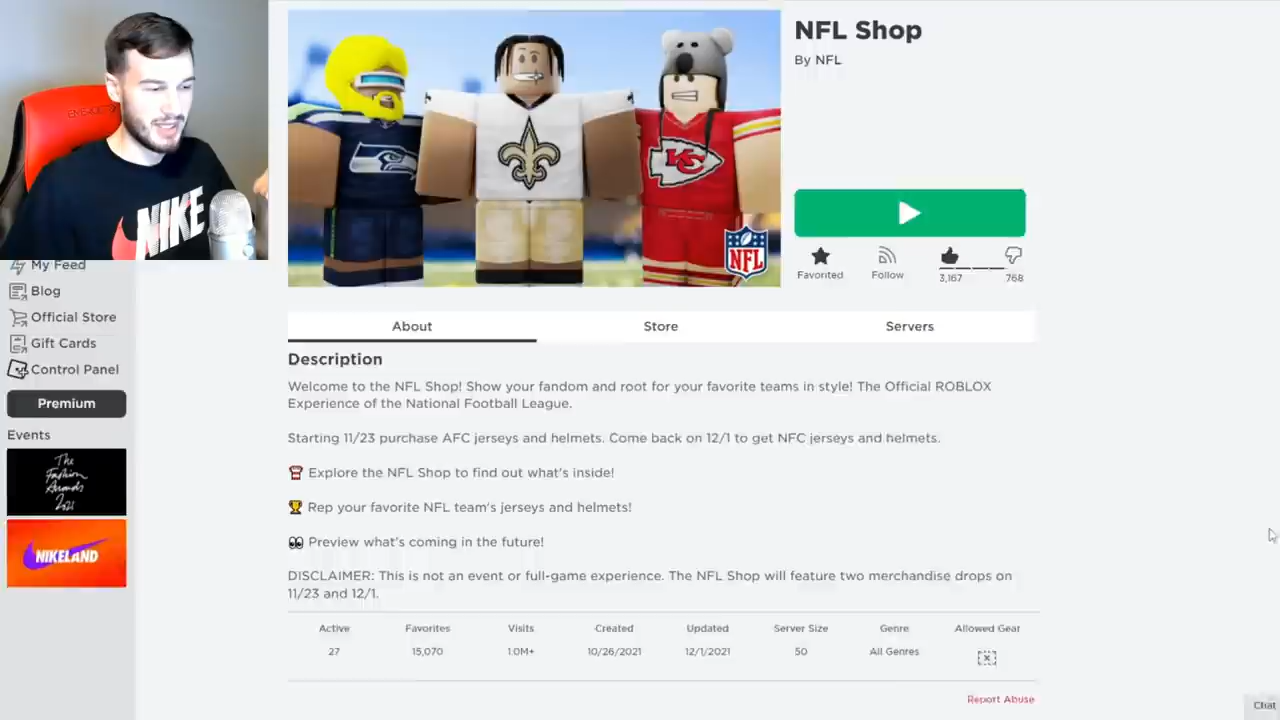 NFL Shop
By NFL
NIKE
KC
NFL
Favorited
Follow
3,167
768
My Feed
Blog
Official Store
Gift Cards
Control Panel
Premium
Events
The
Fashion
Awards
2021
NIKELAND
About
Store
Servers
Description
Welcome to the NFL Shop! Show your fandom and root for your favorite teams in style! The Official ROBLOX
Experience of the National Football League.
Starting 11/23 purchase AFC jerseys and helmets. Come back on 12/1 to get NFC jerseys and helmets.
Explore the NFL Shop to find out what's inside!
Rep your favorite NFL team's jerseys and helmets!
Preview what's coming in the future!
DISCLAIMER: This is not an event or full-game experience. The NFL Shop will feature two merchandise drops on
11/23 and 12/1.
Active
Favorites
Visits
Created
Updated
Server Size
Genre
Allowed Gear
27
15,070
1.0M+
10/26/2021
12/1/2021
50
All Genres
Report Abuse
Chat